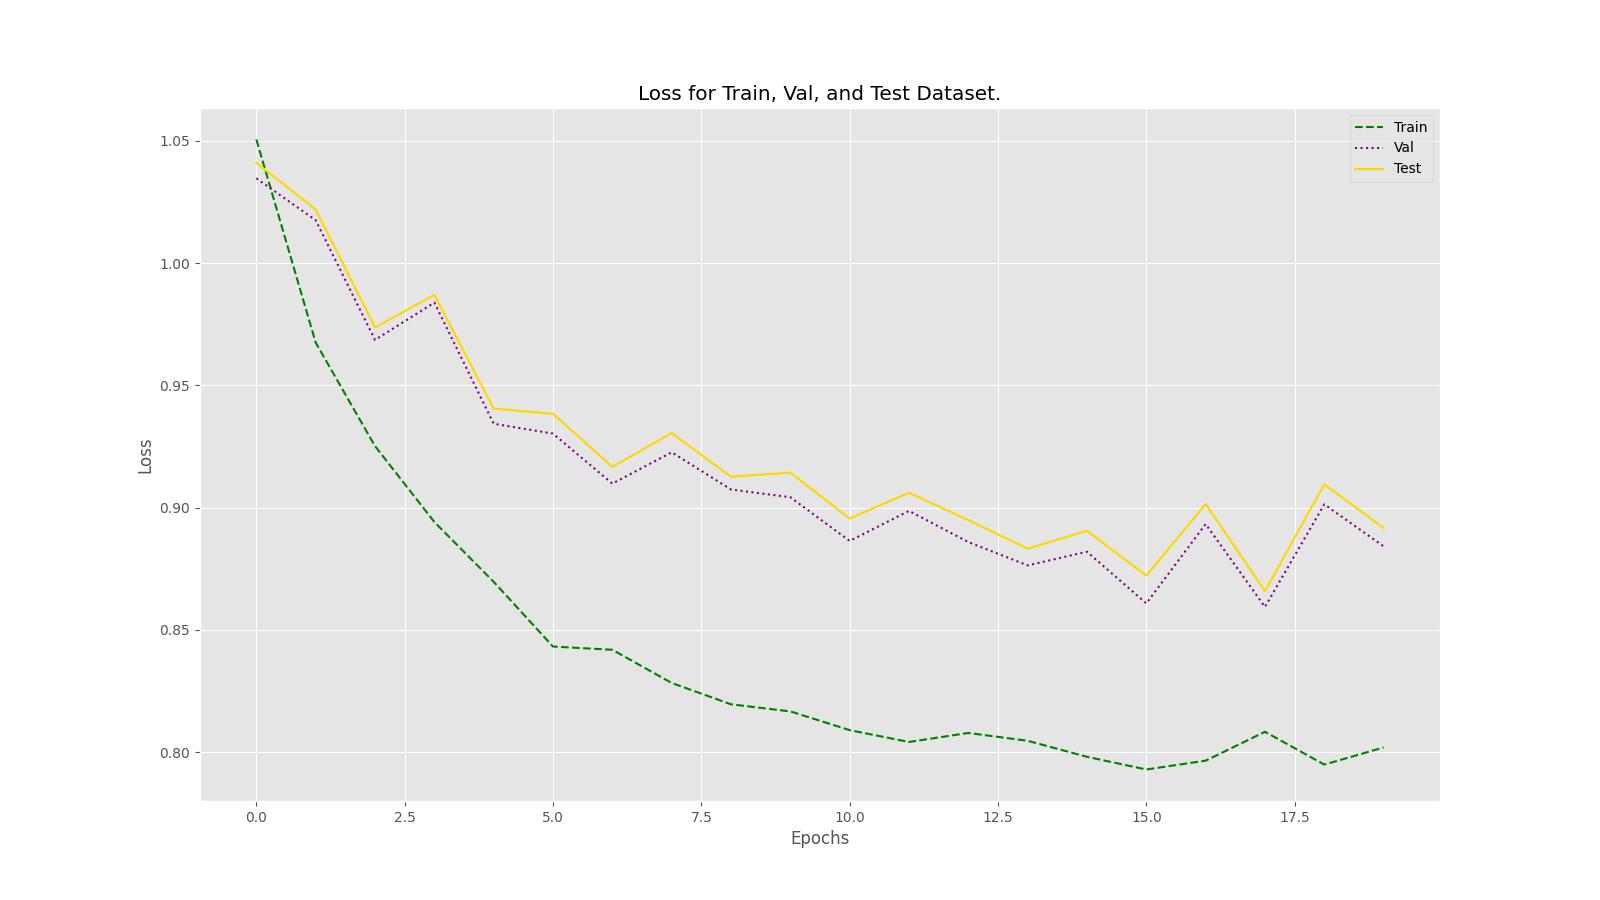 Loss for Train, Val, and Test Dataset.
Train
Val
Test
1.05
1.00
0.95
0.90
0.85
0.80
Loss
0.0 2.5 5.0 7.5 10.0 12.5 15.0 17.5
Epochs